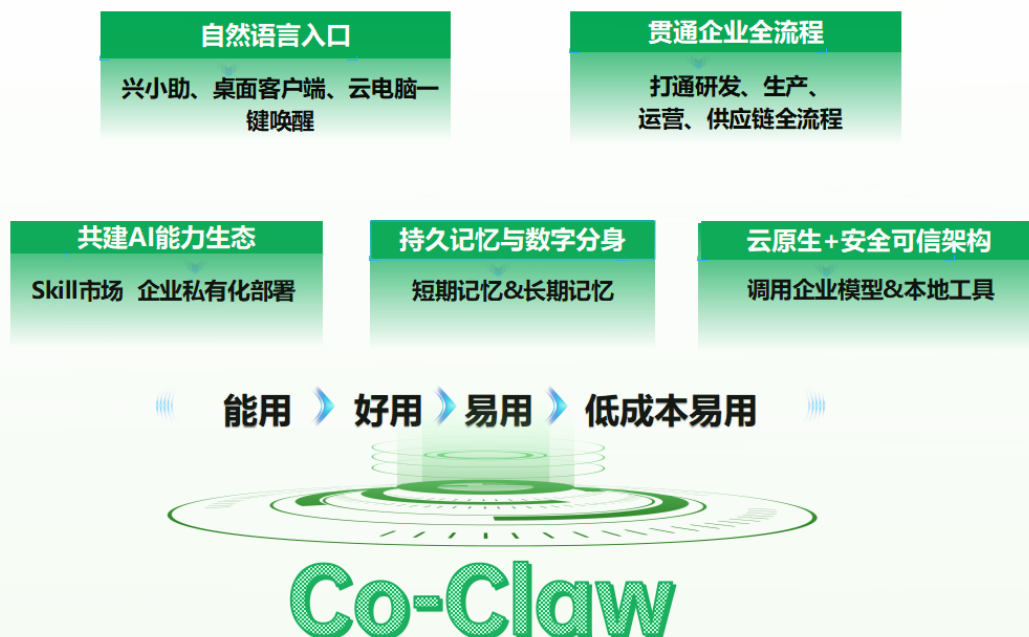 自然语言入口
兴小助、桌面客户端、云电脑一
键唤醒
贯通企业全流程
打通研发、生产、
运营、供应链全流程
共建AI能力生态
Skill市场 企业私有化部署
持久记忆与数字分身
短期记忆&长期记忆
云原生+安全可信架构
调用企业模型&本地工具
能用 好用 易用 低成本易用
Co-Claw